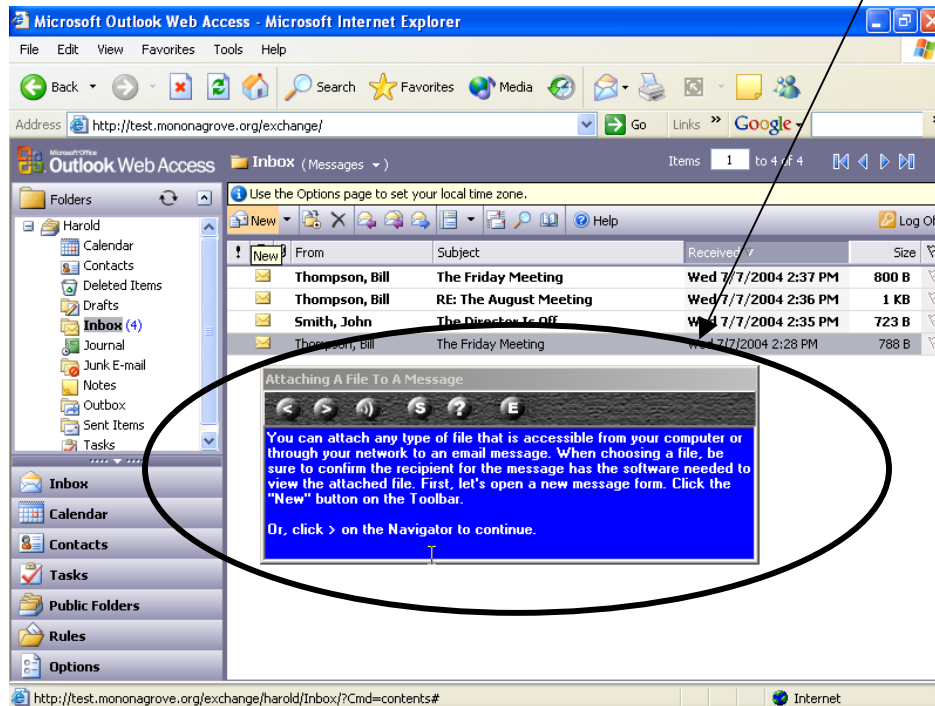 Microsoft Outlook Web Access - Microsoft Internet Explorer
File Edit View Favorites Tools Help
Back Search Favorites Media
Address http://test.mononagrove.org/exchange/ Go Links » Google
Microsoft Office
Outlook Web Access Inbox (Messages) Items 1 to 4 of 4
Folders
Use the Options page to set your local time zone.
New Help Log Of
New
! From Subject Received Size
Thompson, Bill The Friday Meeting Wed 7/7/2004 2:37 PM 800 B
Thompson, Bill RE: The August Meeting Wed 7/7/2004 2:36 PM 1 KB
Smith, John The Director Is Off Wed 7/7/2004 2:35 PM 723 B
Thompson, Bill The Friday Meeting Wed 7/7/2004 2:28 PM 788 B
Harold
Calendar
Contacts
Deleted Items
Drafts
Inbox (4)
Journal
Junk E-mail
Notes
Outbox
Sent Items
Tasks
Inbox
Calendar
Contacts
Tasks
Public Folders
Rules
Options
Attaching A File To A Message
< > S ? E
You can attach any type of file that is accessible from your computer or
through your network to an email message. When choosing a file, be
sure to confirm the recipient for the message has the software needed to
view the attached file. First, let's open a new message form. Click the
"New" button on the Toolbar.
Or, click > on the Navigator to continue.
http://test.mononagrove.org/exchange/harold/Inbox/?Cmd=contents# Internet